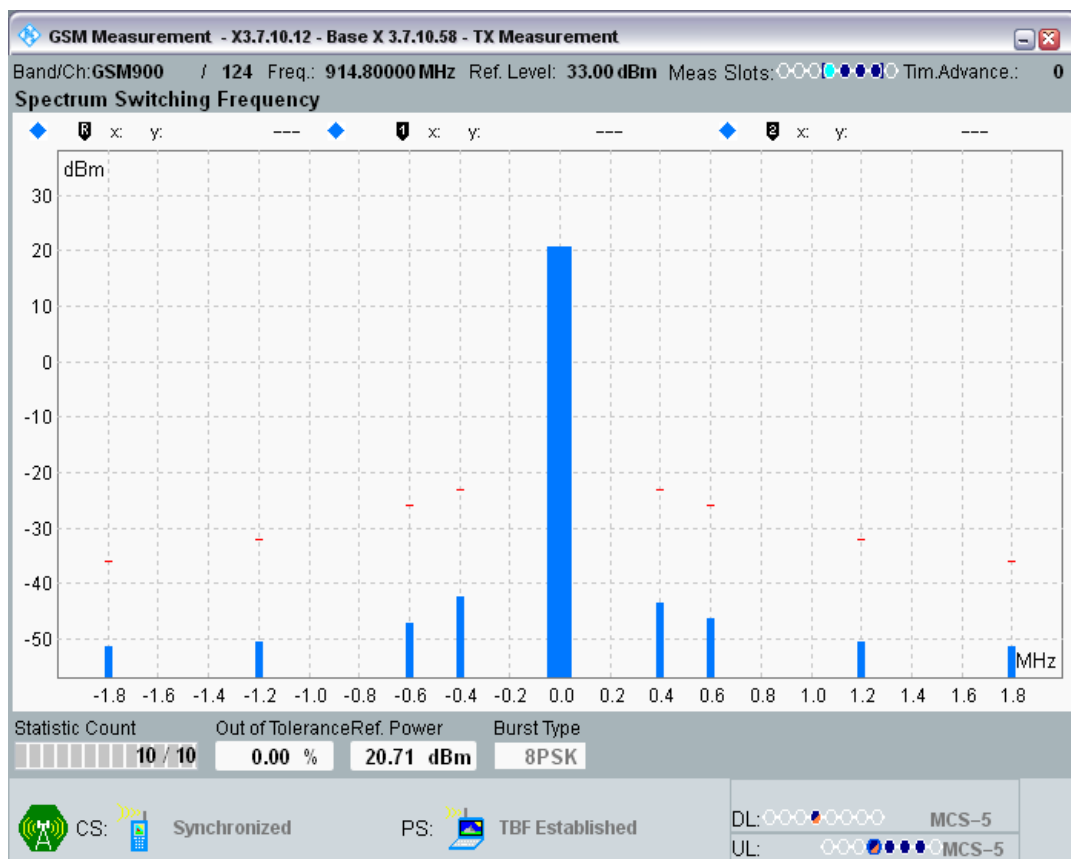 GSM Measurement - X3.7.10.12 - Base X 3.7.10.58 - TX Measurement
Band/Ch:GSM900 / 124 Freq.: 914.80000 MHz Ref. Level: 33.00 dBm Meas Slots: Tim.Advance.: 0
Spectrum Switching Frequency
R x: y: --- 1 x: y: --- 2 x: y: ---
dBm
30
20
10
0
-10
-20
-30
-40
-50
MHz
-1.8 -1.6 -1.4 -1.2 -1.0 -0.8 -0.6 -0.4 -0.2 0.0 0.2 0.4 0.6 0.8 1.0 1.2 1.4 1.6 1.8
Statistic Count Out of Tolerance Ref. Power Burst Type
10 / 10 0.00 % 20.71 dBm 8PSK
CS: Synchronized PS: TBF Established DL: MCS-5
UL: MCS-5